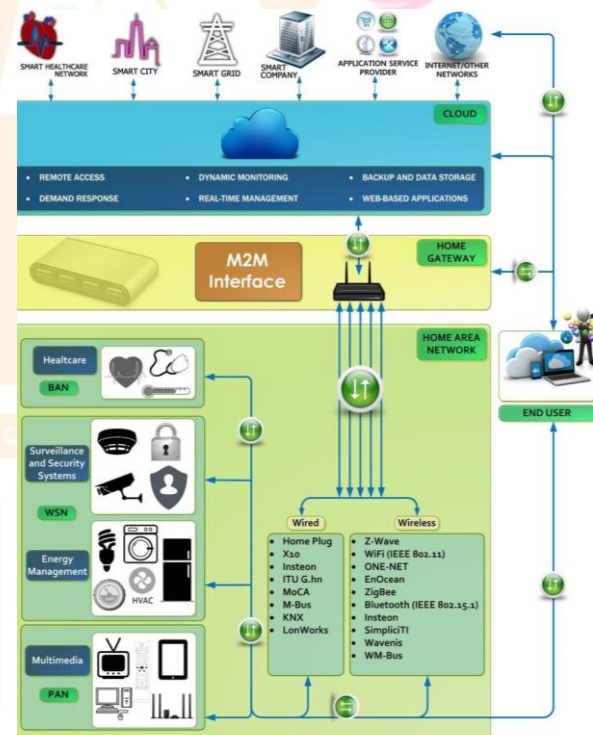 SMART HEALTHCARE
NETWORK
SMART CITY
SMART GRID
SMART
COMPANY
APPLICATION SERVICE
PROVIDER
INTERNET/OTHER
NETWORKS
CLOUD
• REMOTE ACCESS
• DYNAMIC MONITORING
• BACKUP AND DATA STORAGE
• DEMAND RESPONSE
• REAL-TIME MANAGEMENT
• WEB-BASED APPLICATIONS
M2M
Interface
HOME
GATEWAY
HOME AREA
NETWORK
Healtcare
BAN
END USER
Surveillance
and Security
Systems
WSN
Energy
Management
HVAC
Multimedia
PAN
Wired
• Home Plug
• X10
• Insteon
• ITU G.hn
• MoCA
• M-Bus
• KNX
• LonWorks
Wireless
• Z-Wave
• WiFi (IEEE 802.11)
• ONE-NET
• EnOcean
• ZigBee
• Bluetooth (IEEE 802.15.1)
• Insteon
• SimpliciTI
• Wavenis
• WM-Bus